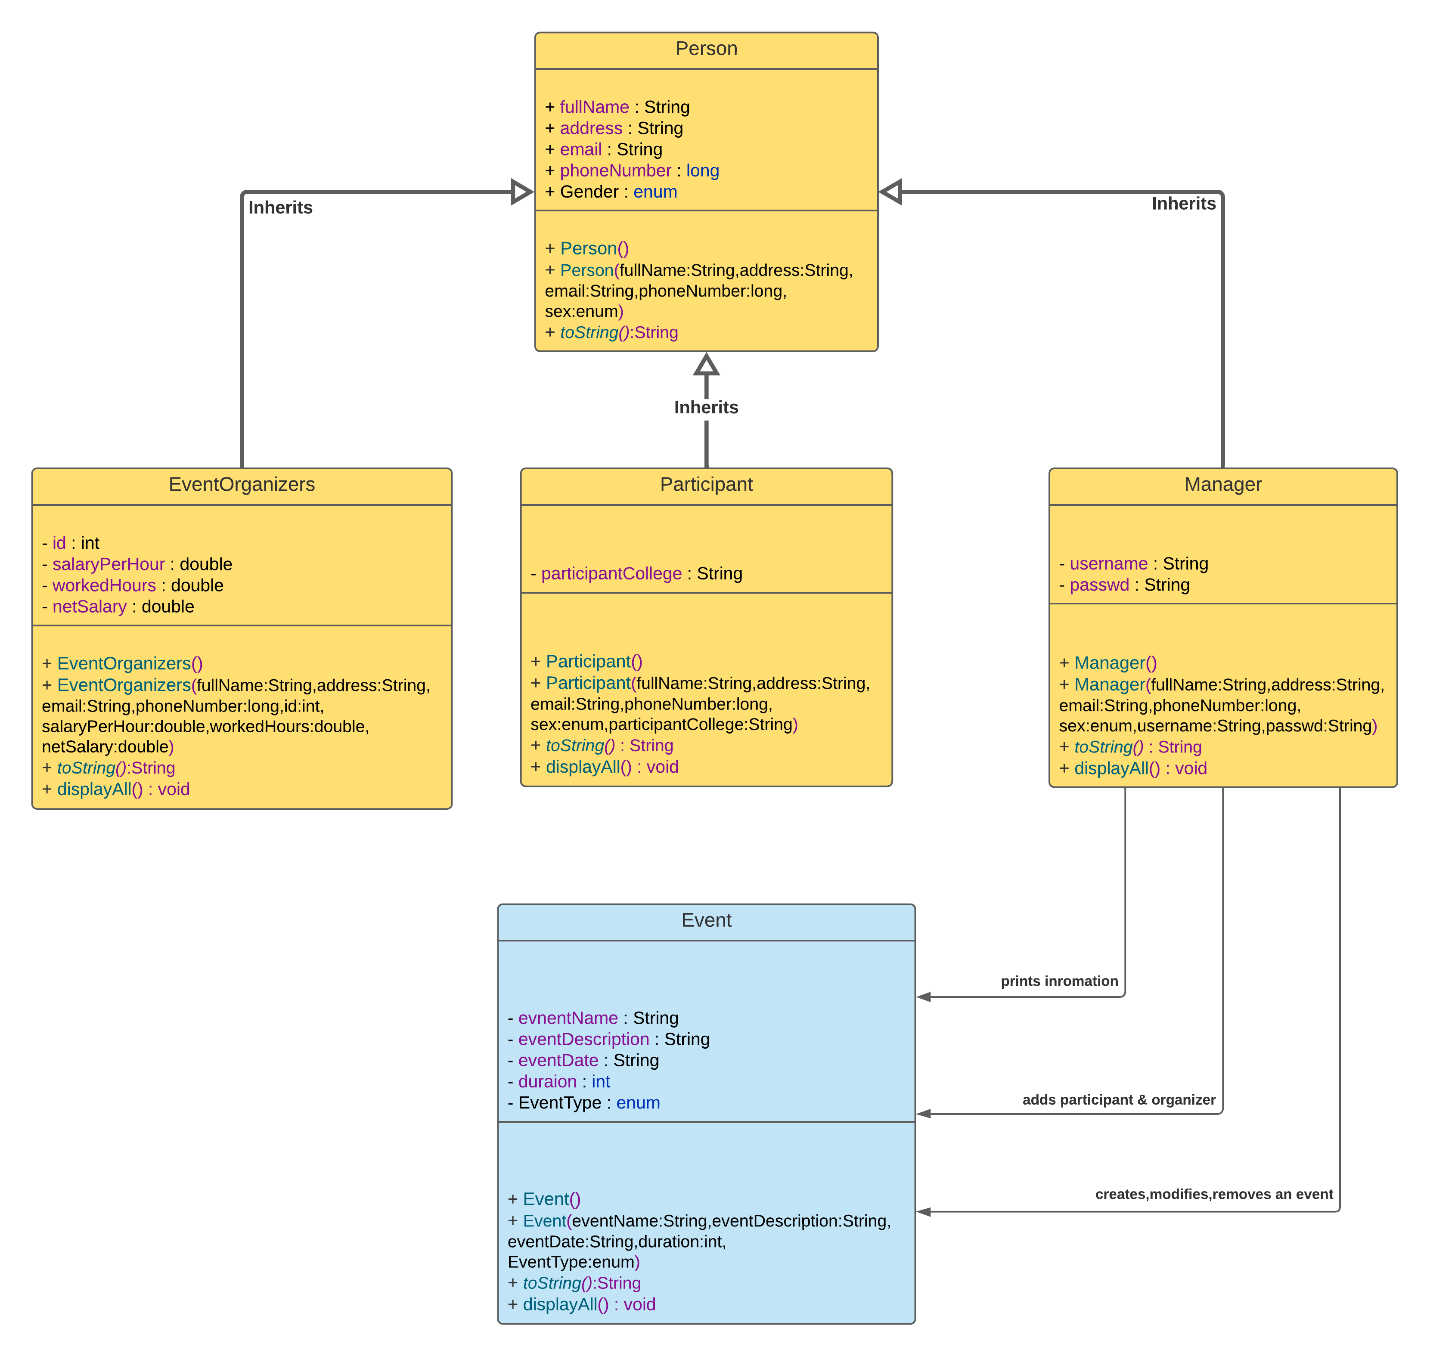 Person
+ fullName : String
+ address : String
+ email : String
+ phoneNumber : long
+ Gender : enum
+ Person()
+ Person(fullName:String,address:String,
email:String,phoneNumber:long,
sex:enum)
+ toString():String
Inherits
Inherits
Inherits
EventOrganizers
- id : int
- salaryPerHour : double
- workedHours : double
- netSalary : double
+ EventOrganizers()
+ EventOrganizers(fullName:String,address:String,
email:String,phoneNumber:long,id:int,
salaryPerHour:double,workedHours:double,
netSalary:double)
+ toString():String
+ displayAll() : void
Participant
- participantCollege : String
+ Participant()
+ Participant(fullName:String,address:String,
email:String,phoneNumber:long,
sex:enum,participantCollege:String)
+ toString() : String
+ displayAll() : void
Manager
- username : String
- passwd : String
+ Manager()
+ Manager(fullName:String,address:String,
email:String,phoneNumber:long,
sex:enum,username:String,passwd:String)
+ toString() : String
+ displayAll() : void
Event
- evnentName : String
- eventDescription : String
- eventDate : String
- duraion : int
- EventType : enum
+ Event()
+ Event(eventName:String,eventDescription:String,
eventDate:String,duration:int,
EventType:enum)
+ toString():String
+ displayAll() : void
prints inromation
adds participant & organizer
creates,modifies,removes an event